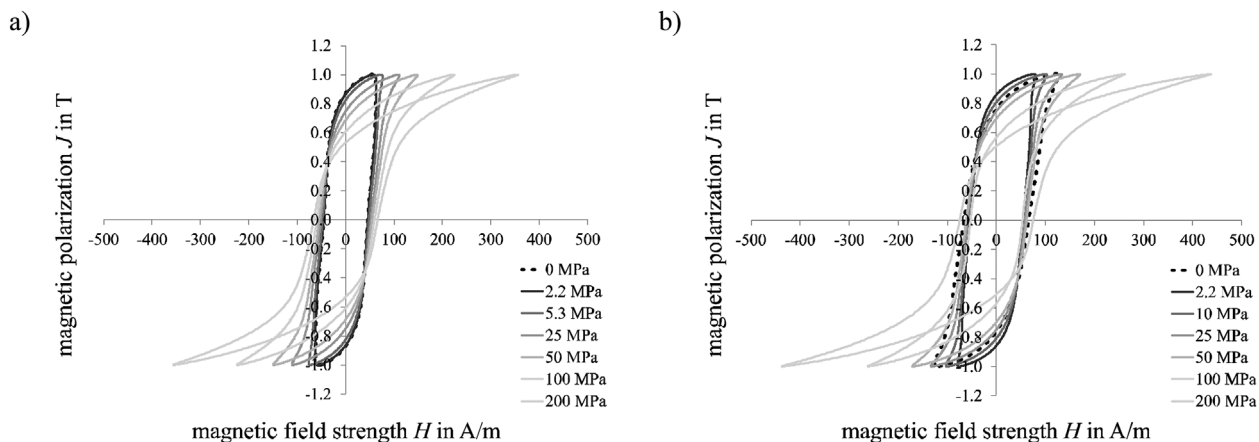 a)
magnetic polarization J in T
1.2
1.0
0.8
0.6
0.4
0.2
0.0
-0.2
-0.4
-0.6
-0.8
-1.0
-1.2
-500 -400 -300 -200 -100 0 100 200 300 400 500
0 MPa
2.2 MPa
5.3 MPa
25 MPa
50 MPa
100 MPa
200 MPa
magnetic field strength H in A/m
b)
magnetic polarization J in T
1.2
1.0
0.8
0.6
0.4
0.2
0.0
-0.2
-0.4
-0.6
-0.8
-1.0
-1.2
-500 -400 -300 -200 -100 0 100 200 300 400 500
0 MPa
2.2 MPa
10 MPa
25 MPa
50 MPa
100 MPa
200 MPa
magnetic field strength H in A/m